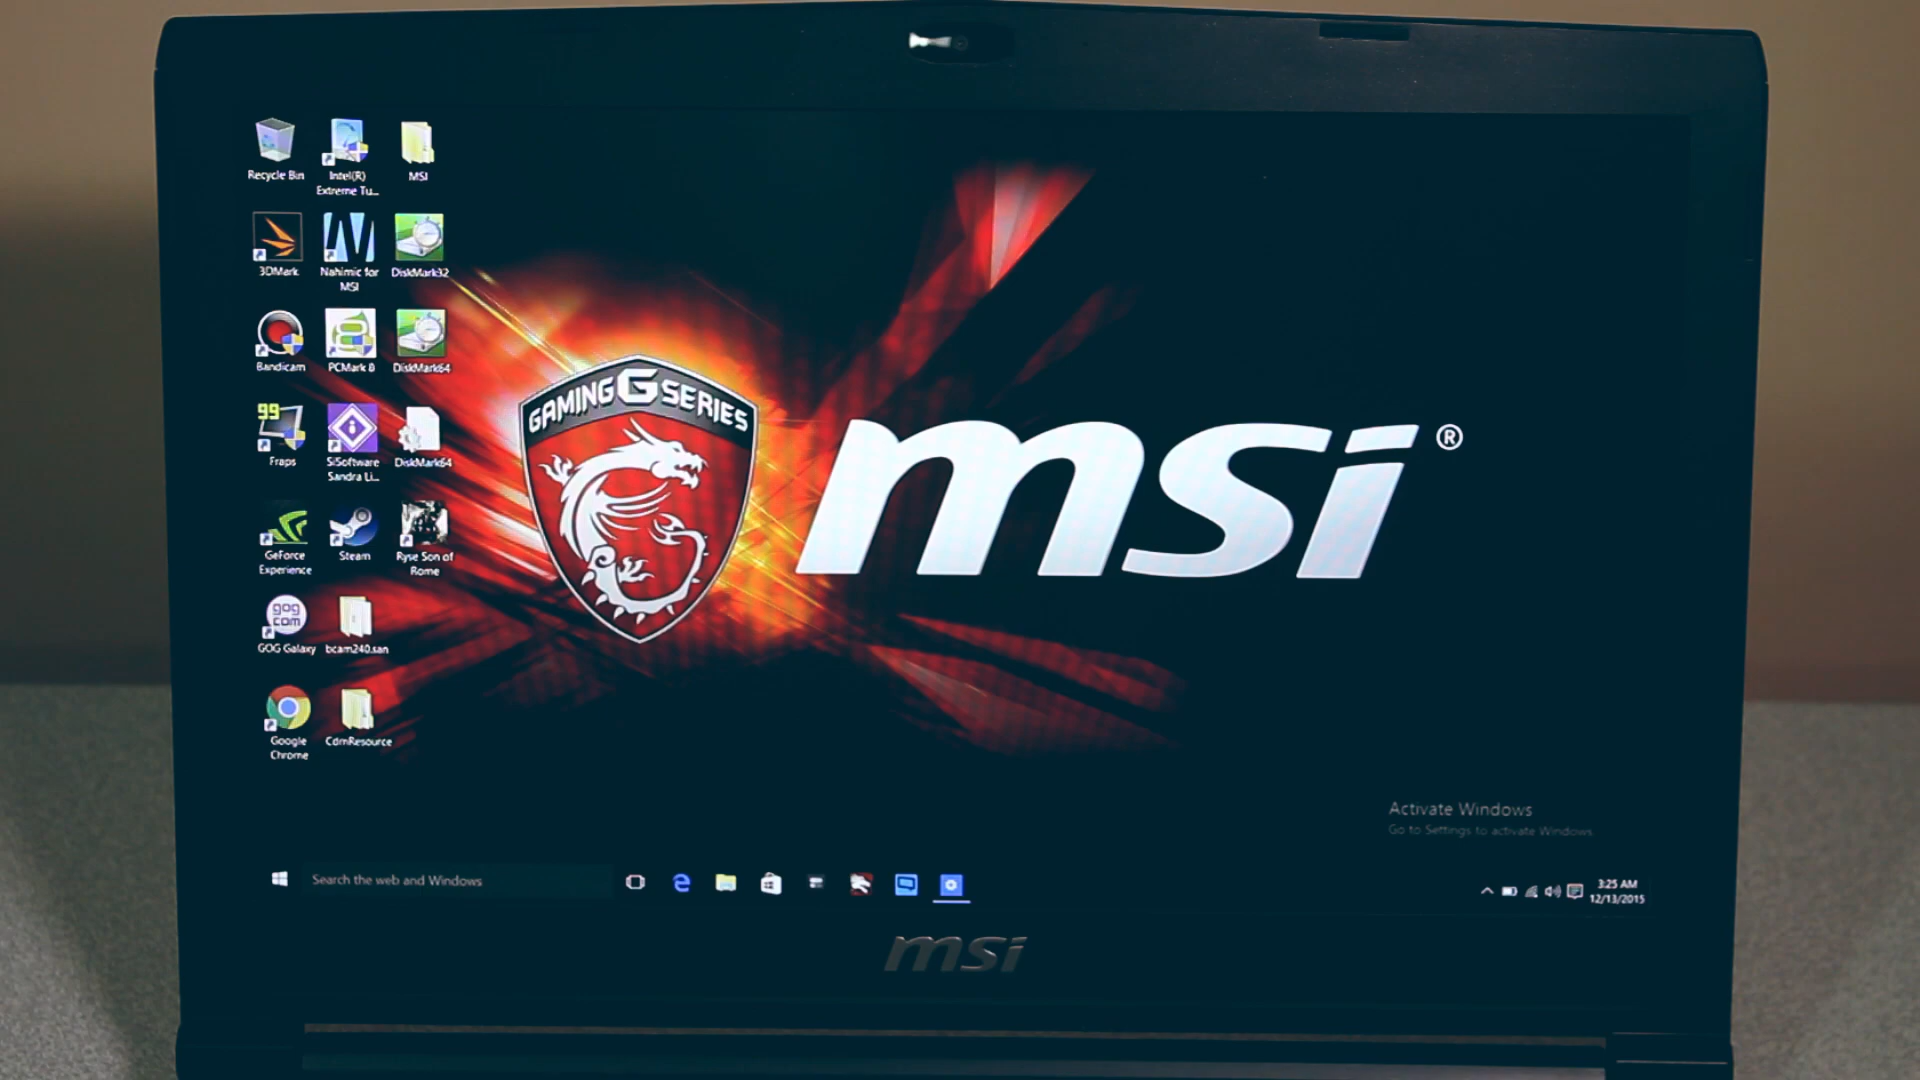 Recycle Bin
Intel(R)
Extreme Tu...
MSI
3DMark
Nahimic for
MSI
DiskMark32
Bandicam
PCMark 8
DiskMark64
99
Fraps
SiSoftware
Sandra Li...
DiskMark64
GeForce
Experience
Steam
Ryse Son of
Rome
gog
com
GOG Galaxy
bcam240.san
Google
Chrome
CdmResource
GAMING G SERIES
msi ®
Activate Windows
Go to Settings to activate Windows.
Search the web and Windows
3:25 AM
12/13/2015
msi